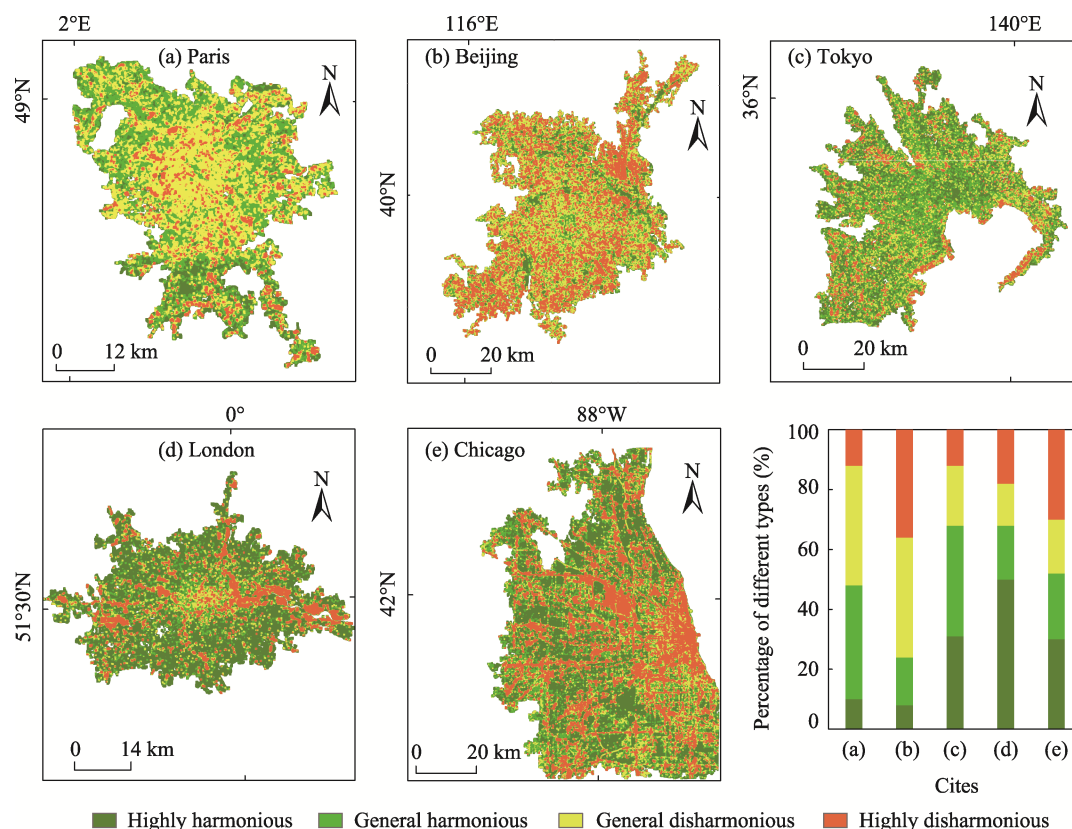 2°E
116°E
140°E
(a) Paris
(b) Beijing
(c) Tokyo
N
N
N
49°N
40°N
36°N
0 12 km
0 20 km
0 20 km
0°
88°W
(d) London
(e) Chicago
N
N
51°30′N
42°N
0 14 km
0 20 km
Percentage of different types (%)
100
80
60
40
20
0
(a) (b) (c) (d) (e)
Cites
Highly harmonious General harmonious General disharmonious Highly disharmonious